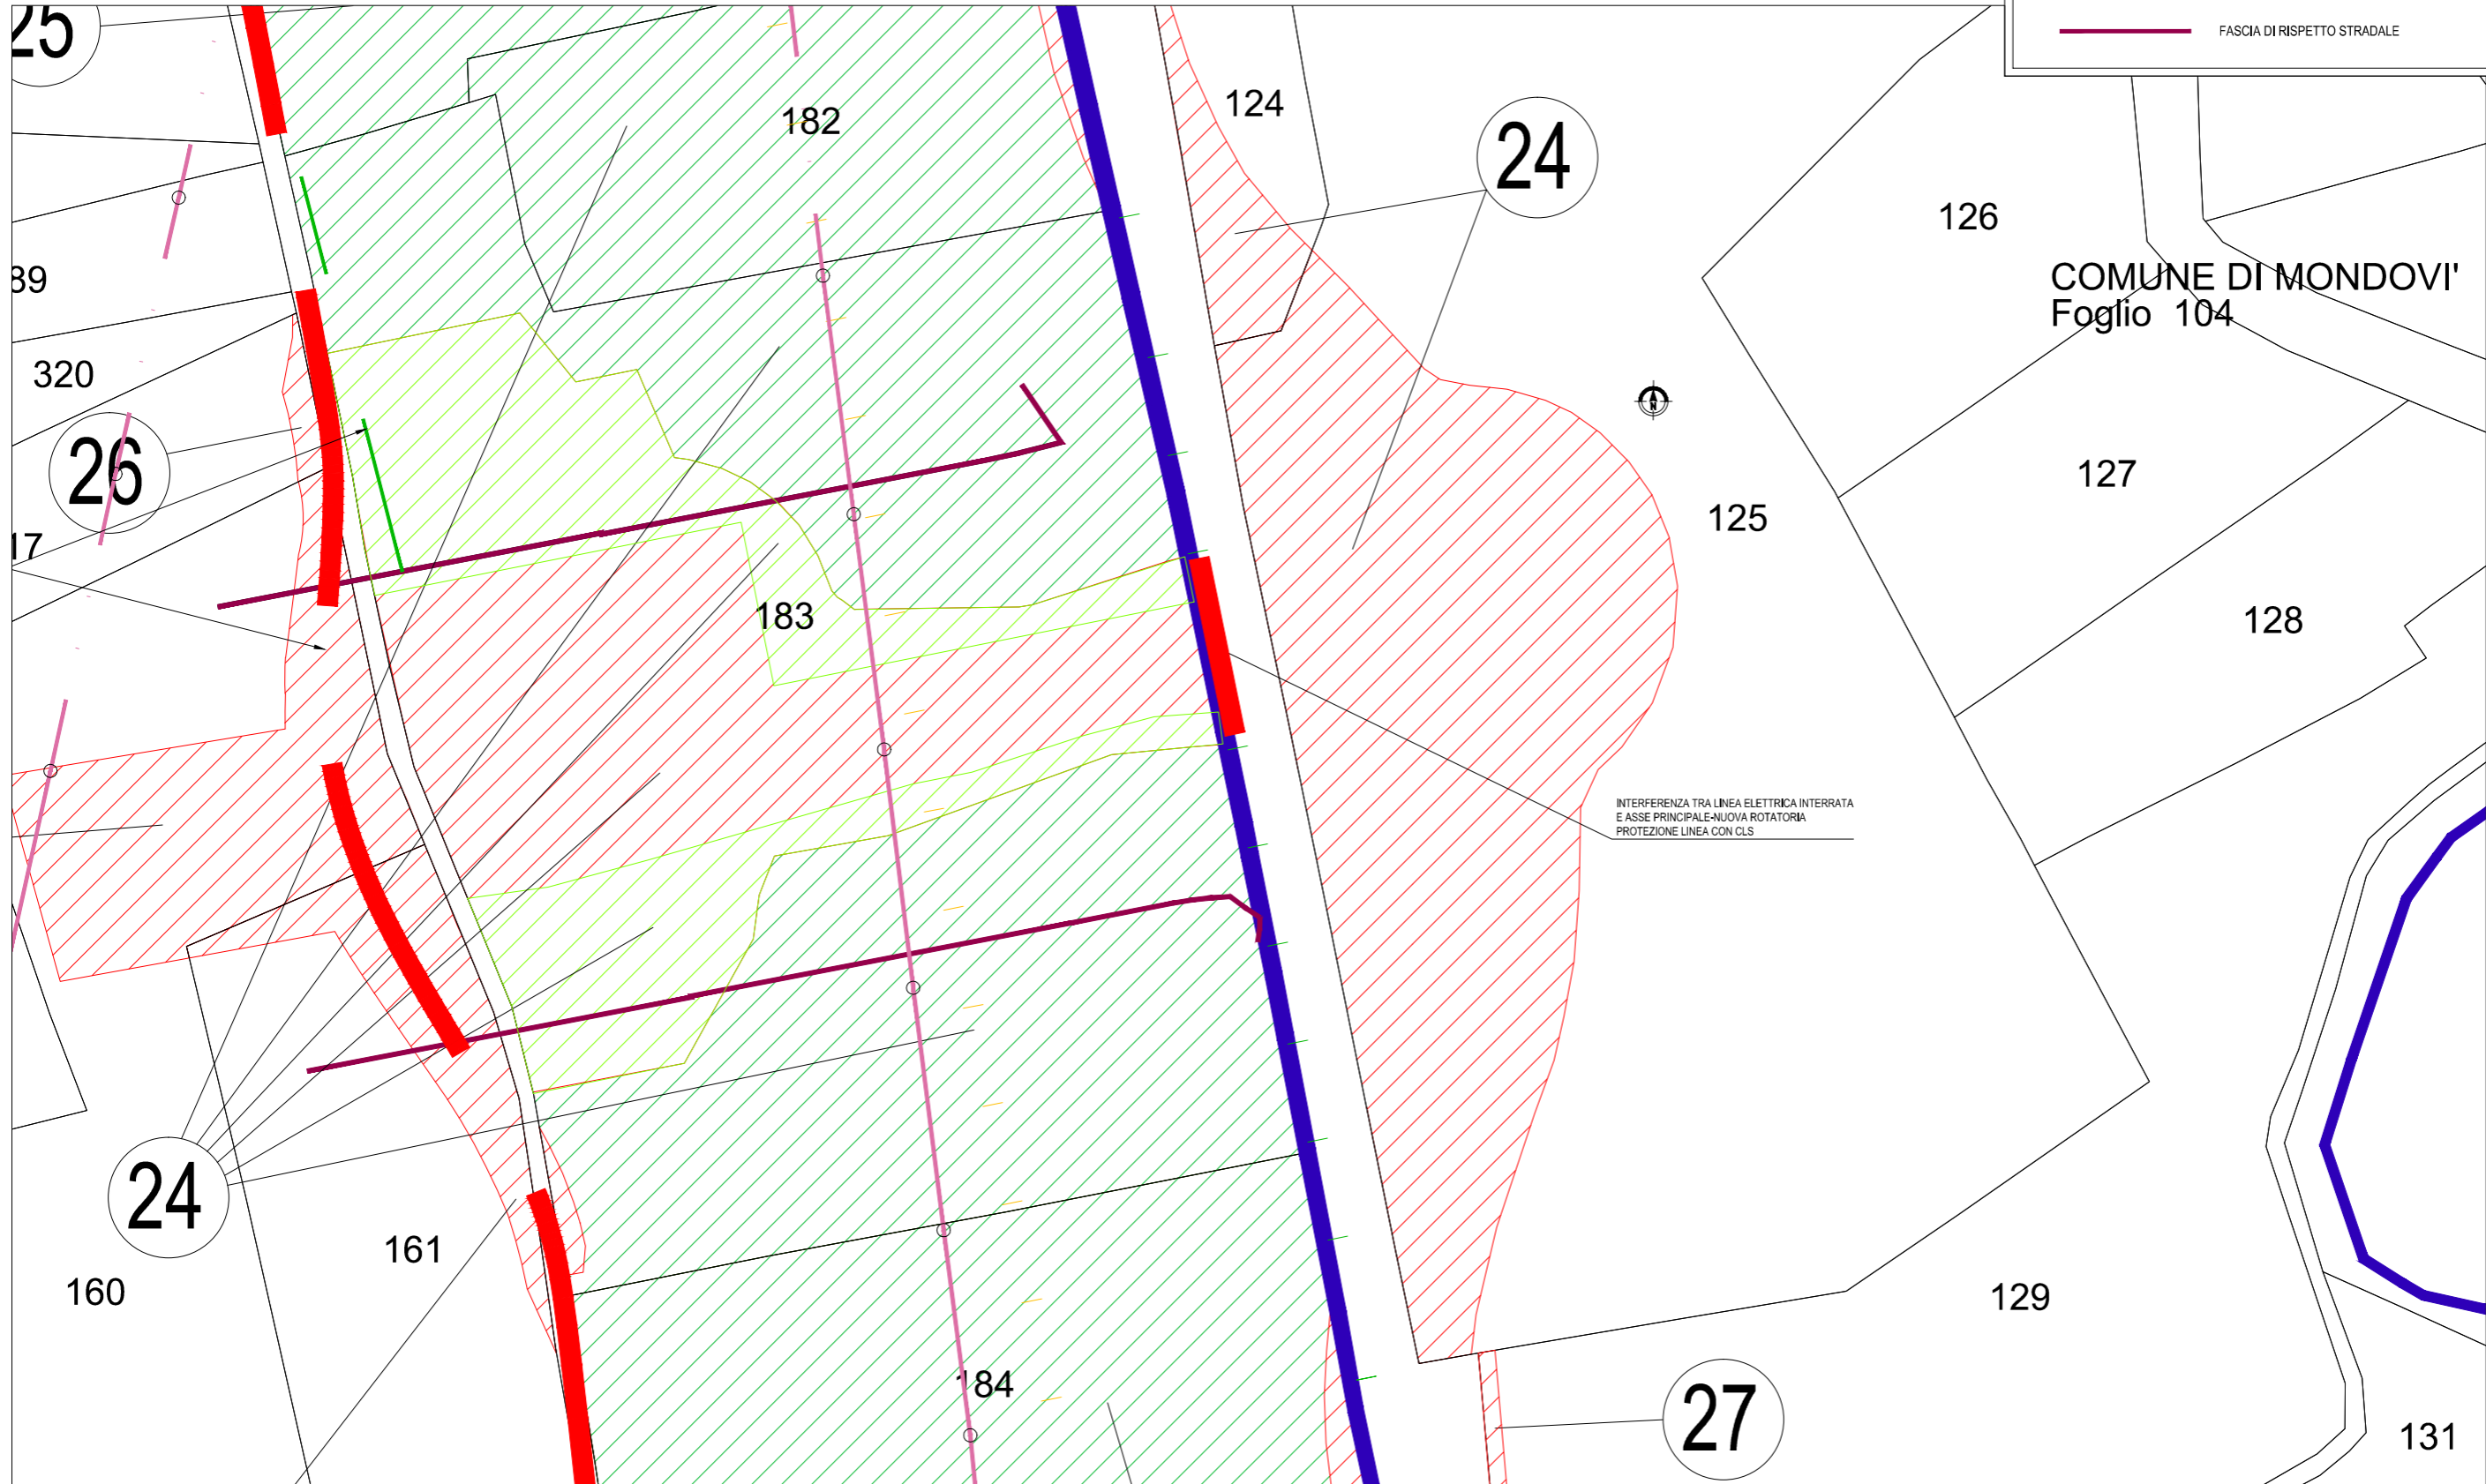 25
FASCIA DI RISPETTO STRADALE
182
124
24
126
COMUNE DI MONDOVI'
Foglio 104
89
320
26
17
125
127
183
128
N
INTERFERENZA TRA LINEA ELETTRICA INTERRATA
E ASSE PRINCIPALE-NUOVA ROTATORIA
PROTEZIONE LINEA CON CLS
24
161
160
184
129
27
131